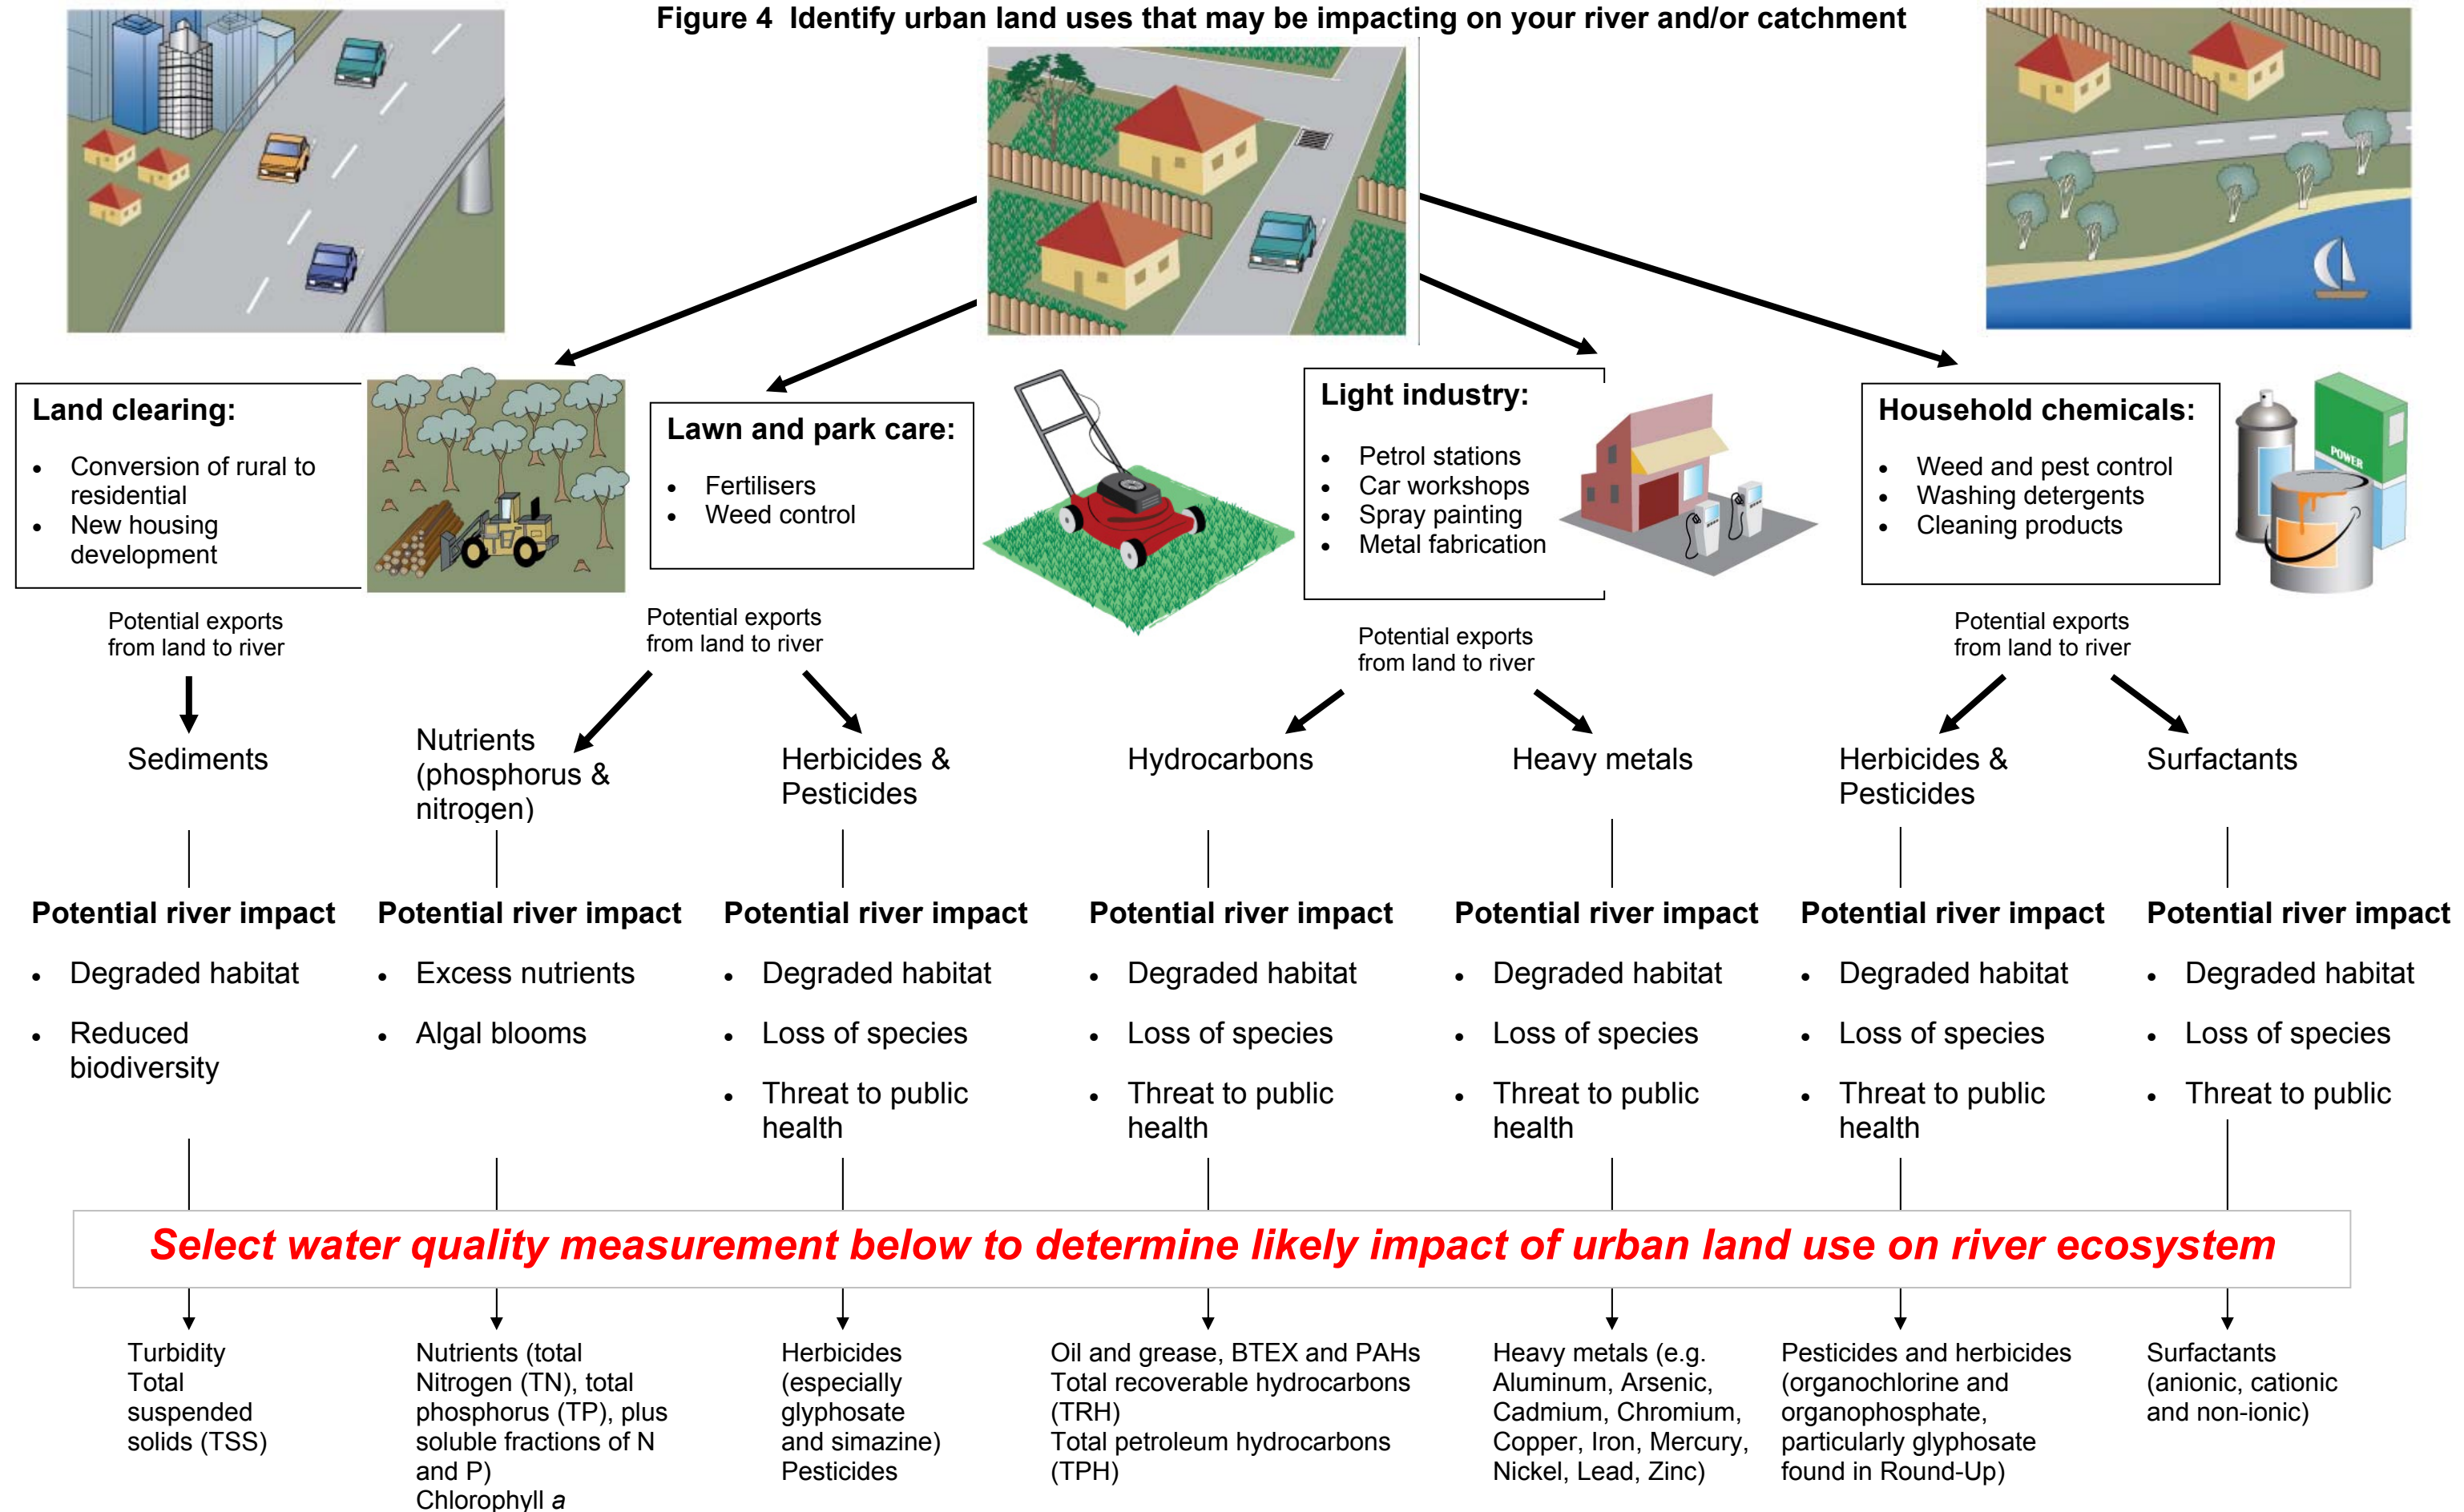 Figure 4  Identify urban land uses that may be impacting on your river and/or catchment
Land clearing:
• Conversion of rural to
residential
• New housing
development
Lawn and park care:
• Fertilisers
• Weed control
Light industry:
• Petrol stations
• Car workshops
• Spray painting
• Metal fabrication
Household chemicals:
• Weed and pest control
• Washing detergents
• Cleaning products
POWER
Potential exports
from land to river
Potential exports
from land to river
Potential exports
from land to river
Potential exports
from land to river
Sediments
Nutrients
(phosphorus &
nitrogen)
Herbicides &
Pesticides
Hydrocarbons
Heavy metals
Herbicides &
Pesticides
Surfactants
Potential river impact
• Degraded habitat
• Reduced
biodiversity
Potential river impact
• Excess nutrients
• Algal blooms
Potential river impact
• Degraded habitat
• Loss of species
• Threat to public
health
Potential river impact
• Degraded habitat
• Loss of species
• Threat to public
health
Potential river impact
• Degraded habitat
• Loss of species
• Threat to public
health
Potential river impact
• Degraded habitat
• Loss of species
• Threat to public
health
Potential river impact
• Degraded habitat
• Loss of species
• Threat to public
Select water quality measurement below to determine likely impact of urban land use on river ecosystem
Turbidity
Total
suspended
solids (TSS)
Nutrients (total
Nitrogen (TN), total
phosphorus (TP), plus
soluble fractions of N
and P)
Chlorophyll a
Herbicides
(especially
glyphosate
and simazine)
Pesticides
Oil and grease, BTEX and PAHs
Total recoverable hydrocarbons
(TRH)
Total petroleum hydrocarbons
(TPH)
Heavy metals (e.g.
Aluminum, Arsenic,
Cadmium, Chromium,
Copper, Iron, Mercury,
Nickel, Lead, Zinc)
Pesticides and herbicides
(organochlorine and
organophosphate,
particularly glyphosate
found in Round-Up)
Surfactants
(anionic, cationic
and non-ionic)